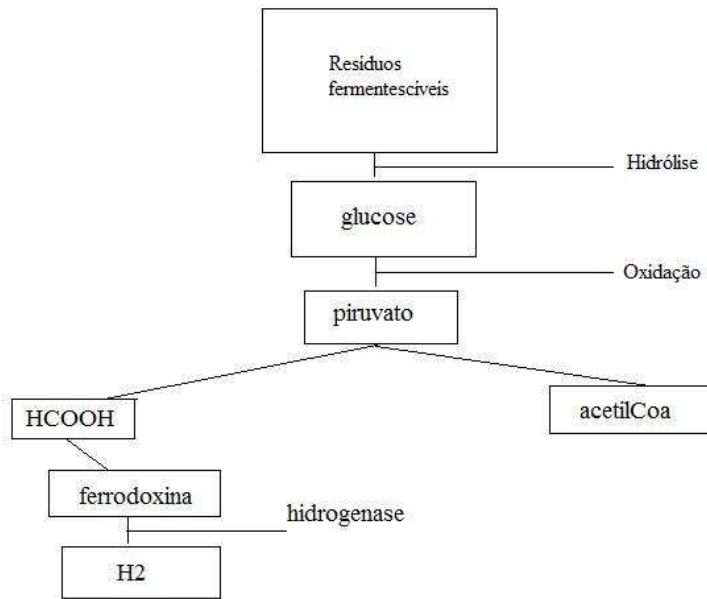 Residuos
fermentescíveis
Hidrólise
glucose
Oxidação
piruvato
HCOOH
acetilCoa
ferrodoxina
hidrogenase
H2